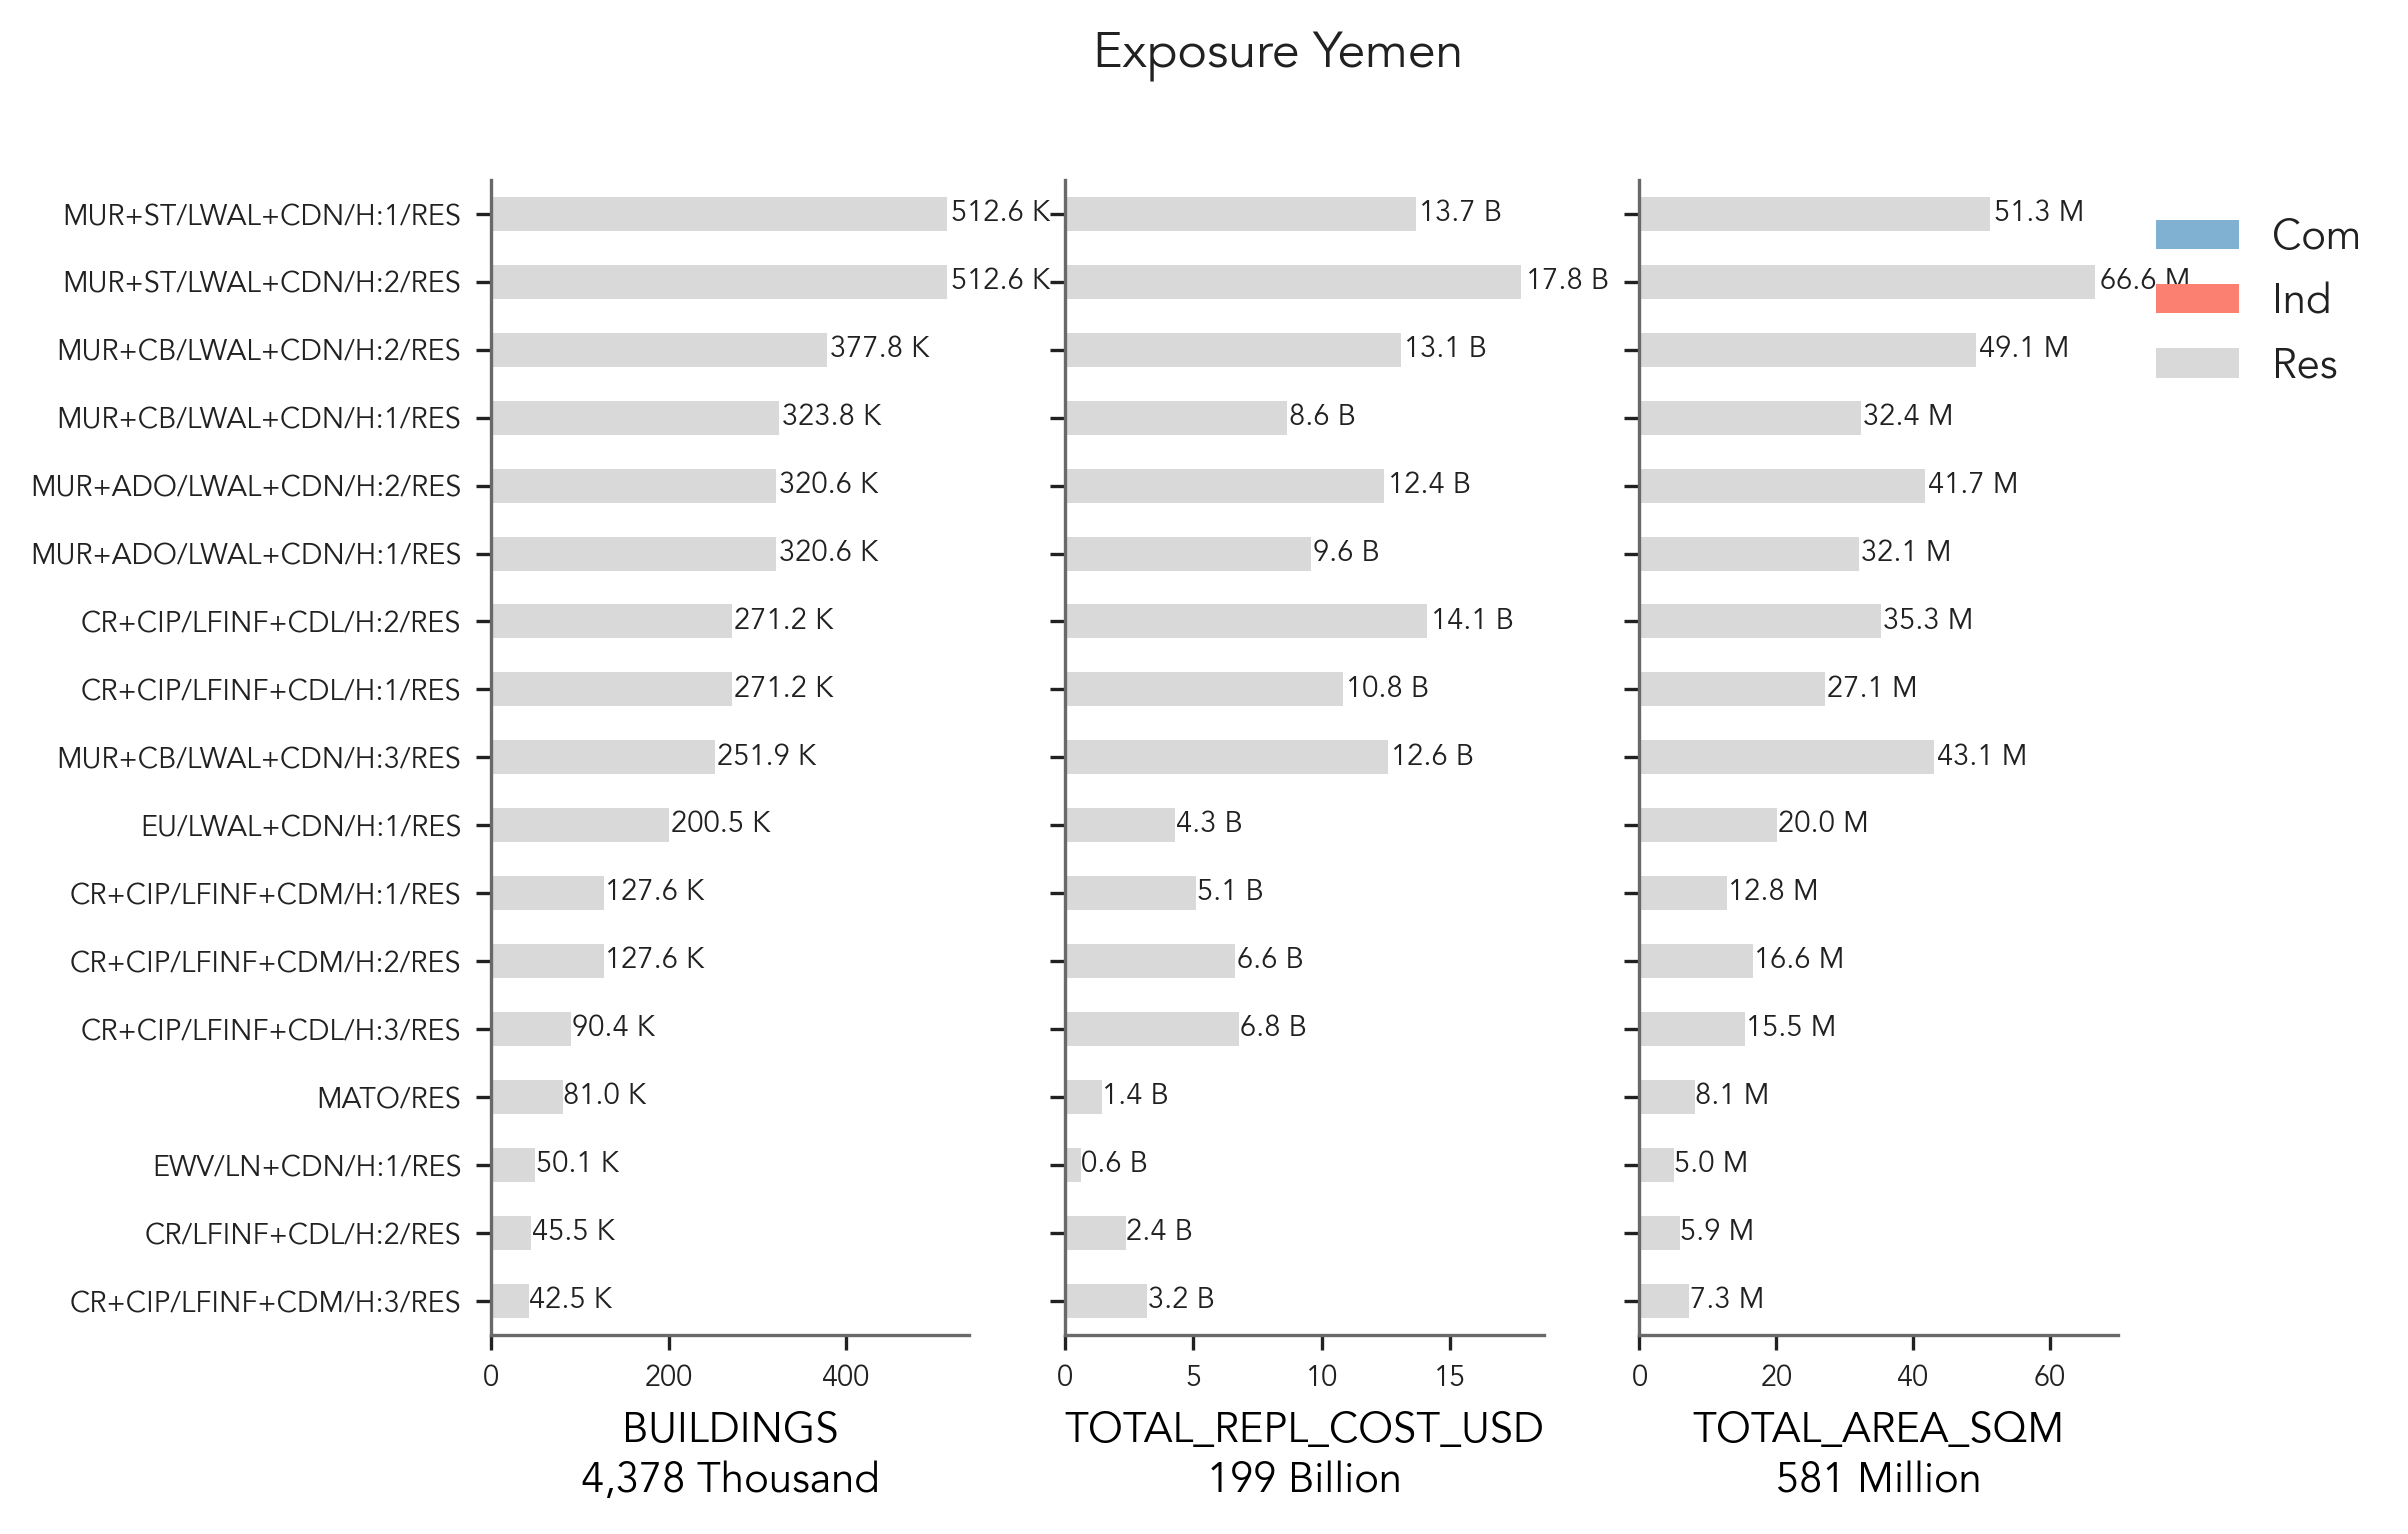 Exposure Yemen
MUR+ST/LWAL+CDN/H:1/RES 512.6 K 13.7 B 51.3 M
MUR+ST/LWAL+CDN/H:2/RES 512.6 K 17.8 B 66.6 M
MUR+CB/LWAL+CDN/H:2/RES 377.8 K 13.1 B 49.1 M
MUR+CB/LWAL+CDN/H:1/RES 323.8 K 8.6 B 32.4 M
MUR+ADO/LWAL+CDN/H:2/RES 320.6 K 12.4 B 41.7 M
MUR+ADO/LWAL+CDN/H:1/RES 320.6 K 9.6 B 32.1 M
CR+CIP/LFINF+CDL/H:2/RES 271.2 K 14.1 B 35.3 M
CR+CIP/LFINF+CDL/H:1/RES 271.2 K 10.8 B 27.1 M
MUR+CB/LWAL+CDN/H:3/RES 251.9 K 12.6 B 43.1 M
EU/LWAL+CDN/H:1/RES 200.5 K 4.3 B 20.0 M
CR+CIP/LFINF+CDM/H:1/RES 127.6 K 5.1 B 12.8 M
CR+CIP/LFINF+CDM/H:2/RES 127.6 K 6.6 B 16.6 M
CR+CIP/LFINF+CDL/H:3/RES 90.4 K 6.8 B 15.5 M
MATO/RES 81.0 K 1.4 B 8.1 M
EWV/LN+CDN/H:1/RES 50.1 K 0.6 B 5.0 M
CR/LFINF+CDL/H:2/RES 45.5 K 2.4 B 5.9 M
CR+CIP/LFINF+CDM/H:3/RES 42.5 K 3.2 B 7.3 M
Com
Ind
Res
0 200 400 0 5 10 15 0 20 40 60
BUILDINGS TOTAL_REPL_COST_USD TOTAL_AREA_SQM
4,378 Thousand 199 Billion 581 Million